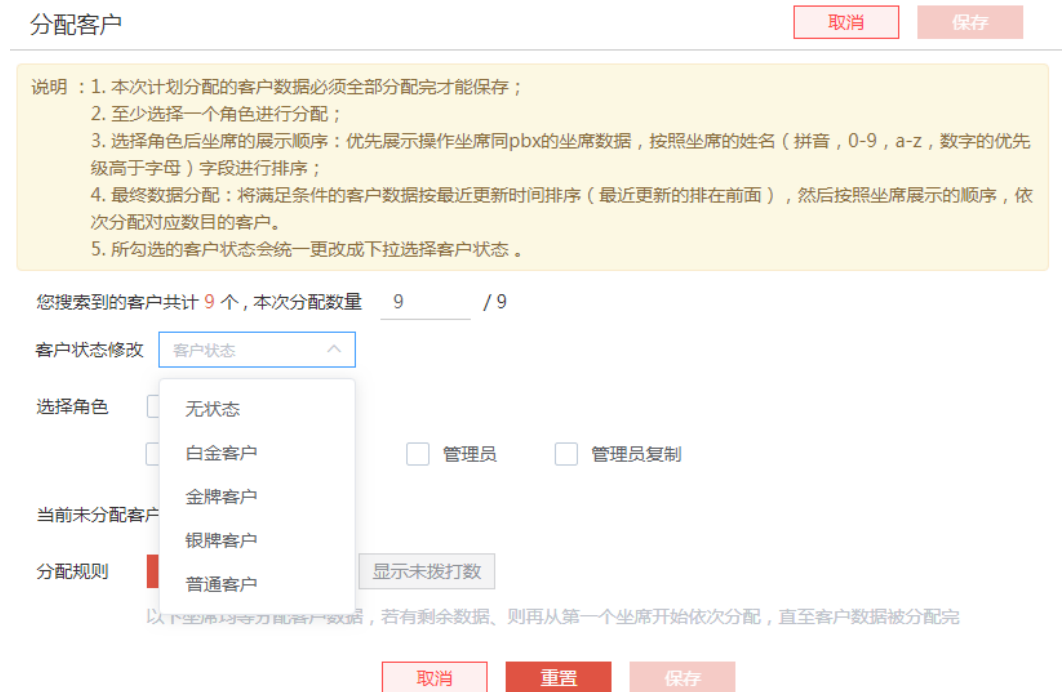 分配客户
取消
保存
说明 ：1. 本次计划分配的客户数据必须全部分配完才能保存；
2. 至少选择一个角色进行分配；
3. 选择角色后坐席的展示顺序：优先展示操作坐席同pbx的坐席数据，按照坐席的姓名（拼音，0-9，a-z，数字的优先
级高于字母）字段进行排序；
4. 最终数据分配：将满足条件的客户数据按最近更新时间排序（最近更新的排在前面），然后按照坐席展示的顺序，依
次分配对应数目的客户。
5. 所勾选的客户状态会统一更改成下拉选择客户状态 。
您搜索到的客户共计 9 个，本次分配数量 9 / 9
客户状态修改 客户状态
选择角色
无状态
白金客户
管理员
管理员复制
金牌客户
当前未分配客户
银牌客户
分配规则
显示未拨打数
普通客户
以下坐席均等分配客户数据，若有剩余数据、则再从第一个坐席开始依次分配，直至客户数据被分配完
取消
重置
保存